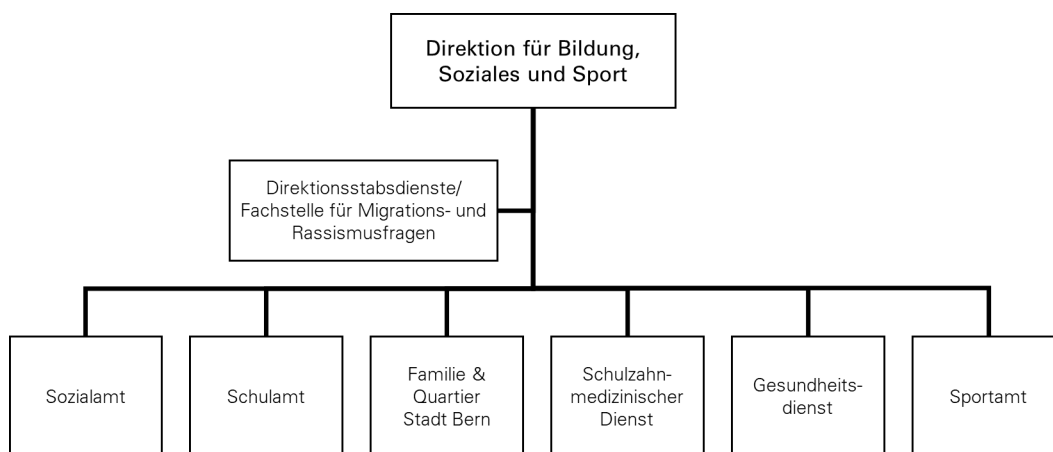 Direktion für Bildung,
Soziales und Sport
Direktionsstabsdienste/
Fachstelle für Migrations- und
Rassismusfragen
Sozialamt
Schulamt
Familie &
Quartier
Stadt Bern
Schulzahn-
medizinischer
Dienst
Gesundheits-
dienst
Sportamt